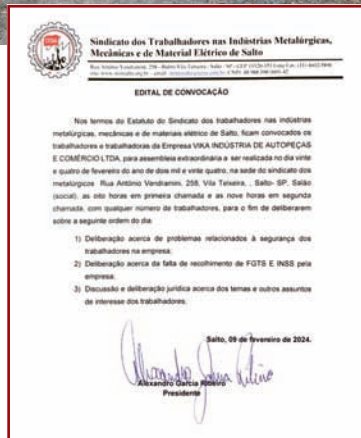 Sindicato dos Trabalhadores nas Indústrias Metalúrgicas,
Mecânicas e de Material Elétrico de Salto
EDITAL DE CONVOCAÇÃO
Nos termos do Estatuto do Sindicato dos trabalhadores nas indústrias
metalúrgicas, mecânicas e de materiais elétrico de Salto, ficam convocados os
trabalhadores e trabalhadoras da Empresa VIKA INDÚSTRIA DE AUTOPEÇAS
E COMÉRCIO LTDA, para assembleia extraordinária a ser realizada no dia vinte
e quatro de fevereiro do ano de dois mil e vinte quatro, na sede do sindicato dos
metalúrgicos Rua Antônio Vendramini, 258, Vila Teixeira, , Salto- SP, Salão
(social), as oito horas em primeira chamada e as nove horas em segunda
chamada, com qualquer número de trabalhadores, para o fim de deliberarem
sobre a seguinte ordem do dia:
1) Deliberação acerca de problemas relacionados à segurança dos
trabalhadores na empresa;
2) Deliberação acerca da falta de recolhimento de FGTS E INSS pela
empresa;
3) Discussão e deliberação jurídica acerca dos temas e outros assuntos
de interesse dos trabalhadores.
Salto, 09 de fevereiro de 2024.
Alexandro Garcia Ribeiro
Presidente